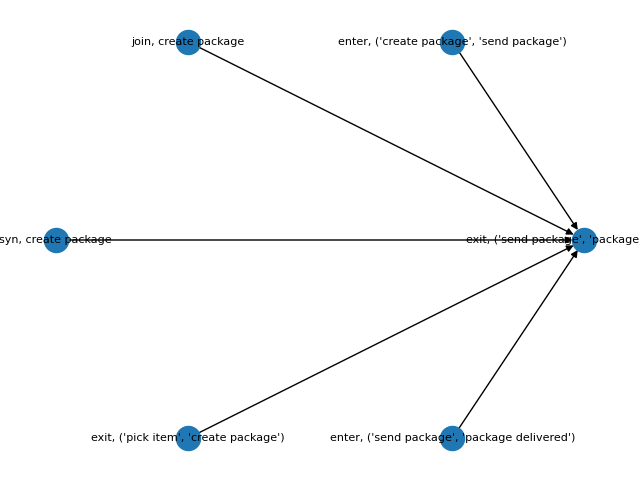 join, create package
enter, ('create package', 'send package')
syn, create package
exit, ('send package', 'package
exit, ('pick item', 'create package')
enter, ('send package', 'package delivered')